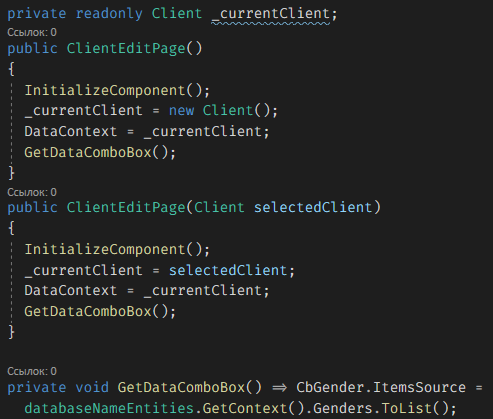 private readonly Client _currentClient;
Ссылок: 0
public ClientEditPage()
{
InitializeComponent();
_currentClient = new Client();
DataContext = _currentClient;
GetDataComboBox();
}
Ссылок: 0
public ClientEditPage(Client selectedClient)
{
InitializeComponent();
_currentClient = selectedClient;
DataContext = _currentClient;
GetDataComboBox();
}
Ссылок: 0
private void GetDataComboBox() => CbGender.ItemsSource =
databaseNameEntities.GetContext().Genders.ToList();